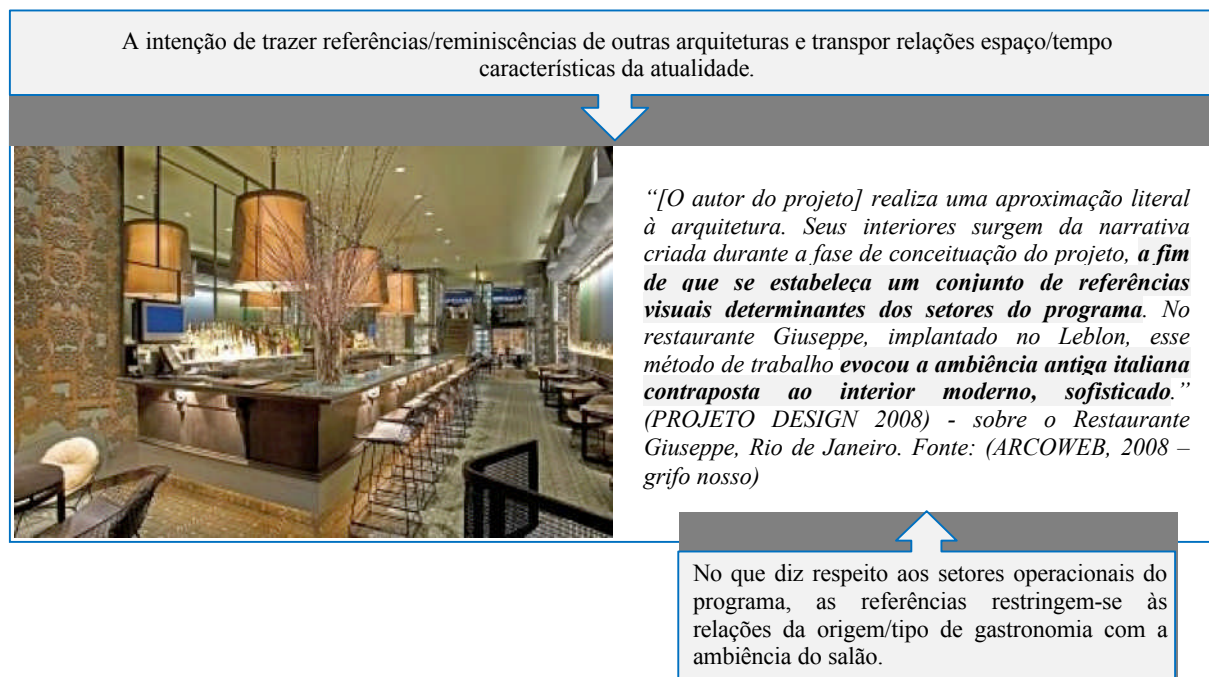 A intenção de trazer referências/reminiscências de outras arquiteturas e transpor relações espaço/tempo
características da atualidade.
“[O autor do projeto] realiza uma aproximação literal
à arquitetura. Seus interiores surgem da narrativa
criada durante a fase de conceituação do projeto, a fim
de que se estabeleça um conjunto de referências
visuais determinantes dos setores do programa. No
restaurante Giuseppe, implantado no Leblon, esse
método de trabalho evocou a ambiência antiga italiana
contraposta ao interior moderno, sofisticado.”
(PROJETO DESIGN 2008) - sobre o Restaurante
Giuseppe, Rio de Janeiro. Fonte: (ARCOWEB, 2008 –
grifo nosso)
No que diz respeito aos setores operacionais do
programa, as referências restringem-se às
relações da origem/tipo de gastronomia com a
ambiência do salão.